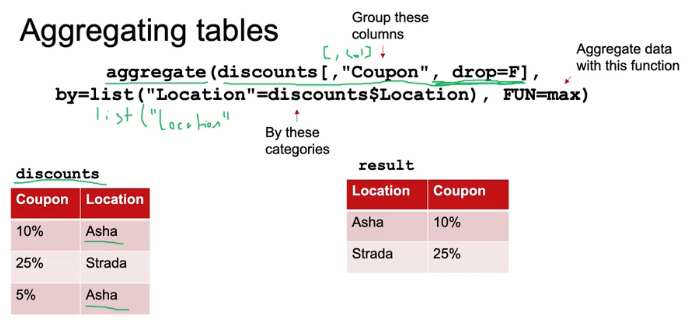 Aggregating tables
Group these
columns
[, col]
aggregate(discounts[,"Coupon", drop=F],
by=list("Location"=discounts$Location), FUN=max)
Aggregate data
with this function
list("Location"
By these
categories
discounts
Coupon Location
10% Asha
25% Strada
5% Asha
result
Location Coupon
Asha 10%
Strada 25%